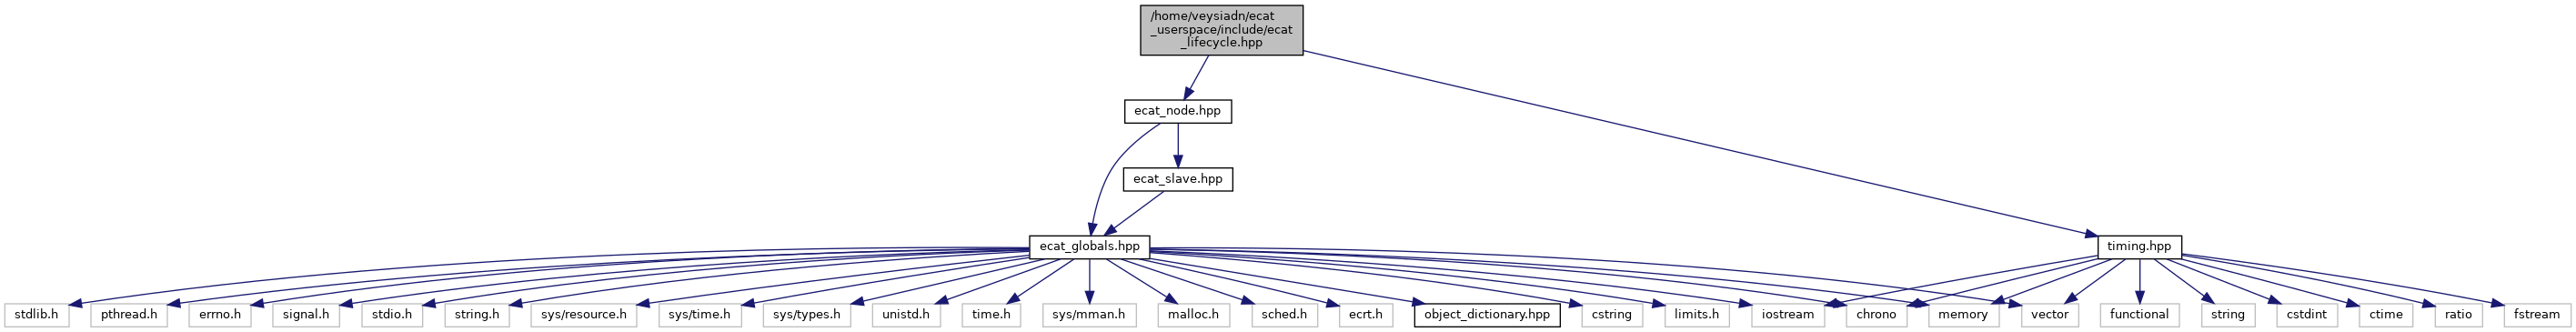 /home/veysiadn/ecat
_userspace/include/ecat
_lifecycle.hpp
ecat_node.hpp
ecat_slave.hpp
ecat_globals.hpp
timing.hpp
stdlib.h
pthread.h
errno.h
signal.h
stdio.h
string.h
sys/resource.h
sys/time.h
sys/types.h
unistd.h
time.h
sys/mman.h
malloc.h
sched.h
ecrt.h
object_dictionary.hpp
cstring
limits.h
iostream
chrono
memory
vector
functional
string
cstdint
ctime
ratio
fstream